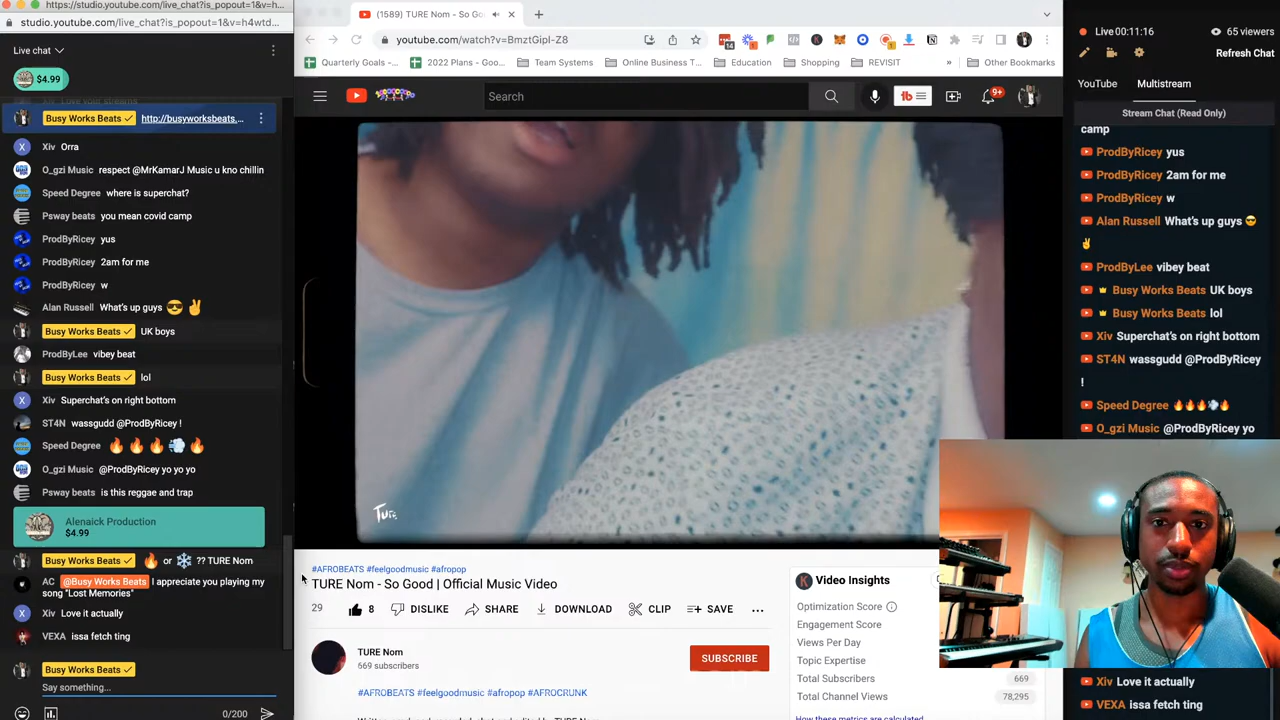 studio.youtube.com/live_chat?is_popout=1&v=h...
studio.youtube.com/live_chat?is_popout=1&v=h4wtd...
Live chat
$4.99
Busy Works Beats http://busyworksbeats....
Xiv Orra
O_gzi Music respect @MrKamarJ Music u kno chillin
Speed Degree where is superchat?
Psway beats you mean covid camp
ProdByRicey yus
ProdByRicey 2am for me
ProdByRicey w
Alan Russell What's up guys 😎 ✌
Busy Works Beats UK boys
ProdByLee vibey beat
Busy Works Beats lol
Xiv Superchat's on right bottom
ST4N wassgudd @ProdByRicey !
Speed Degree 🔥 🔥 🔥 💨 🔥
O_gzi Music @ProdByRicey yo yo yo
Psway beats is this reggae and trap
Alenaick Production
$4.99
Busy Works Beats 🔥 or ❄ ?? TURE Nom
AC @Busy Works Beats I appreciate you playing my
song "Lost Memories"
Xiv Love it actually
VEXA issa fetch ting
Busy Works Beats
Say something...
0/200
(1589) TURE Nom - So Go
youtube.com/watch?v=BmztGipI-Z8
Quarterly Goals -...
2022 Plans - Goo...
Team Systems
Online Business T...
Education
Shopping
REVISIT
»
Other Bookmarks
Search
9+
Ture
#AFROBEATS #feelgoodmusic #afropop
TURE Nom - So Good | Official Music Video
29
8
DISLIKE
SHARE
DOWNLOAD
CLIP
SAVE
TURE Nom
669 subscribers
SUBSCRIBE
#AFROBEATS #feelgoodmusic #afropop #AFROCRUNK
Video Insights
Optimization Score
Engagement Score
Views Per Day
Topic Expertise
Total Subscribers 669
Total Channel Views 78,295
How these metrics are calculated
Live 00:11:16
65 viewers
Refresh Chat
YouTube
Multistream
Stream Chat (Read Only)
camp
ProdByRicey yus
ProdByRicey 2am for me
ProdByRicey w
Alan Russell What's up guys 😎
✌
ProdByLee vibey beat
Busy Works Beats UK boys
Busy Works Beats lol
Xiv Superchat's on right bottom
ST4N wassgudd @ProdByRicey
!
Speed Degree 🔥🔥🔥💨🔥
O_gzi Music @ProdByRicey yo
Xiv Love it actually
VEXA issa fetch ting